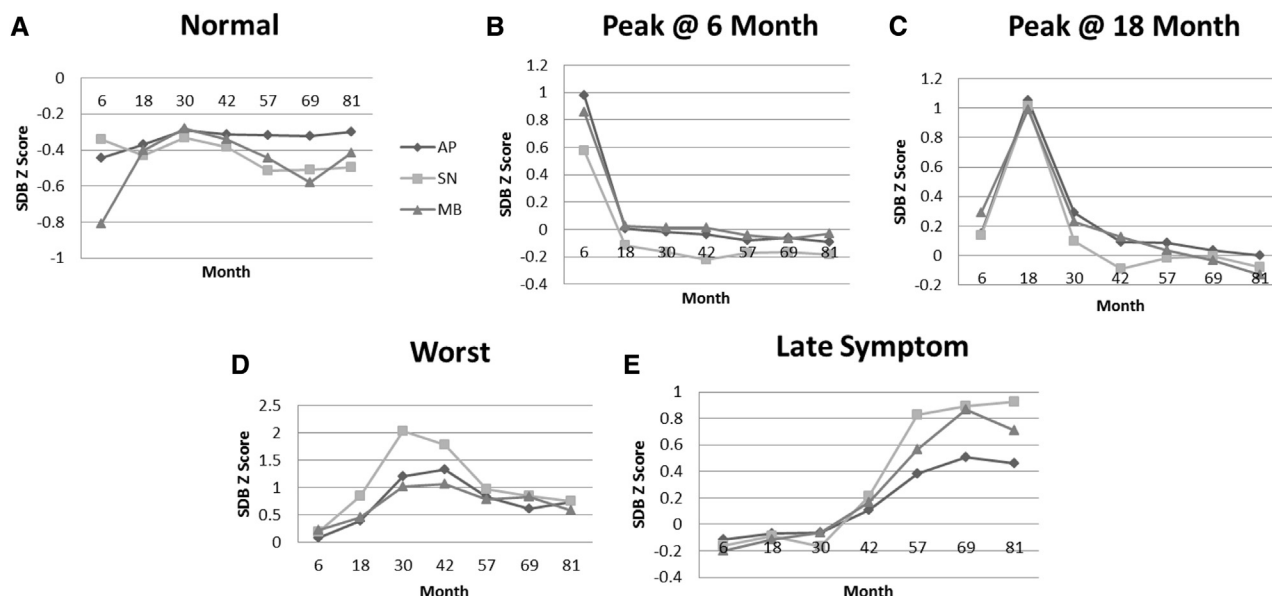 A
Normal
0
-0.2
-0.4
-0.6
-0.8
-1
SDB Z Score
6 18 30 42 57 69 81
Month
AP
SN
MB
B
Peak @ 6 Month
1.2
1
0.8
0.6
0.4
0.2
0
-0.2
-0.4
SDB Z Score
6 18 30 42 57 69 81
Month
C
Peak @ 18 Month
1.2
1
0.8
0.6
0.4
0.2
0
-0.2
SDB Z Score
6 18 30 42 57 69 81
Month
D
Worst
2.5
2
1.5
1
0.5
0
SDB Z Score
6 18 30 42 57 69 81
Month
E
Late Symptom
1
0.8
0.6
0.4
0.2
0
-0.2
-0.4
SDB Z Score
6 18 30 42 57 69 81
Month